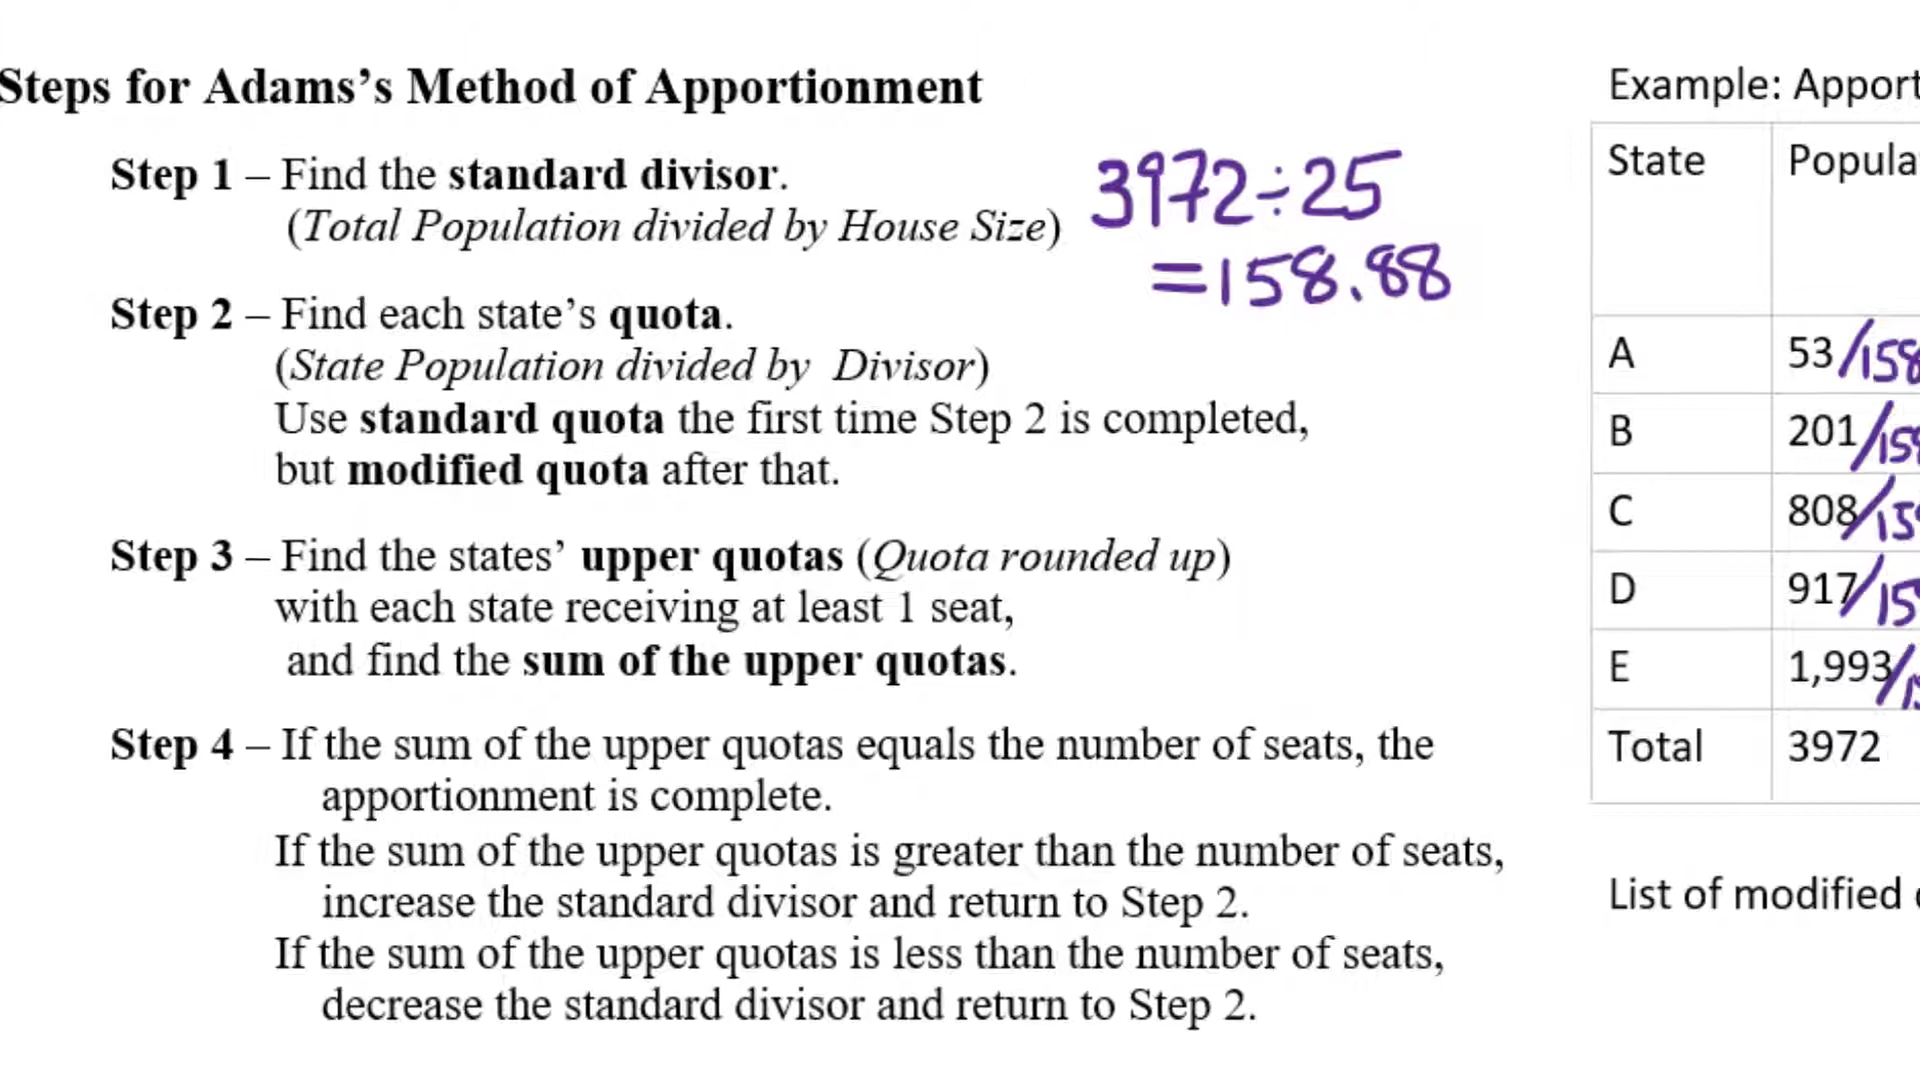 Steps for Adams’s Method of Apportionment
Step 1 – Find the standard divisor.
(Total Population divided by House Size)
3972÷25
=158.88
Step 2 – Find each state’s quota.
(State Population divided by Divisor)
Use standard quota the first time Step 2 is completed,
but modified quota after that.
Step 3 – Find the states’ upper quotas (Quota rounded up)
with each state receiving at least 1 seat,
and find the sum of the upper quotas.
Step 4 – If the sum of the upper quotas equals the number of seats, the
apportionment is complete.
If the sum of the upper quotas is greater than the number of seats,
increase the standard divisor and return to Step 2.
If the sum of the upper quotas is less than the number of seats,
decrease the standard divisor and return to Step 2.
Example:
State
A 53/158
B 201/15
C 808/15
D 917/15
E 1,993/
Total 3972
List of modified